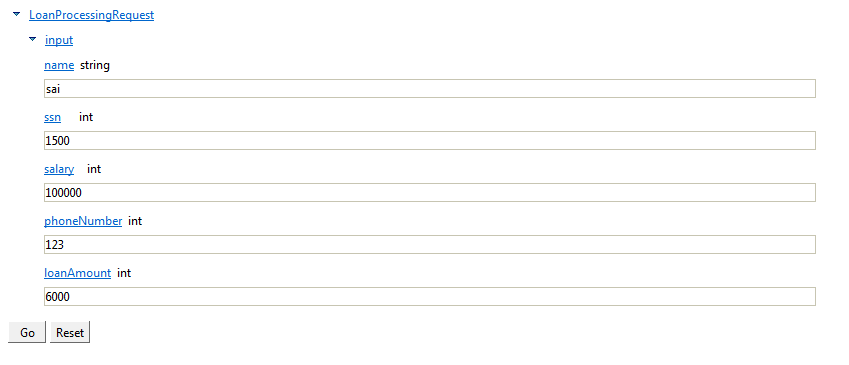 LoanProcessingRequest
input
name string
sai
ssn int
1500
salary int
100000
phoneNumber int
123
loanAmount int
6000
Go Reset